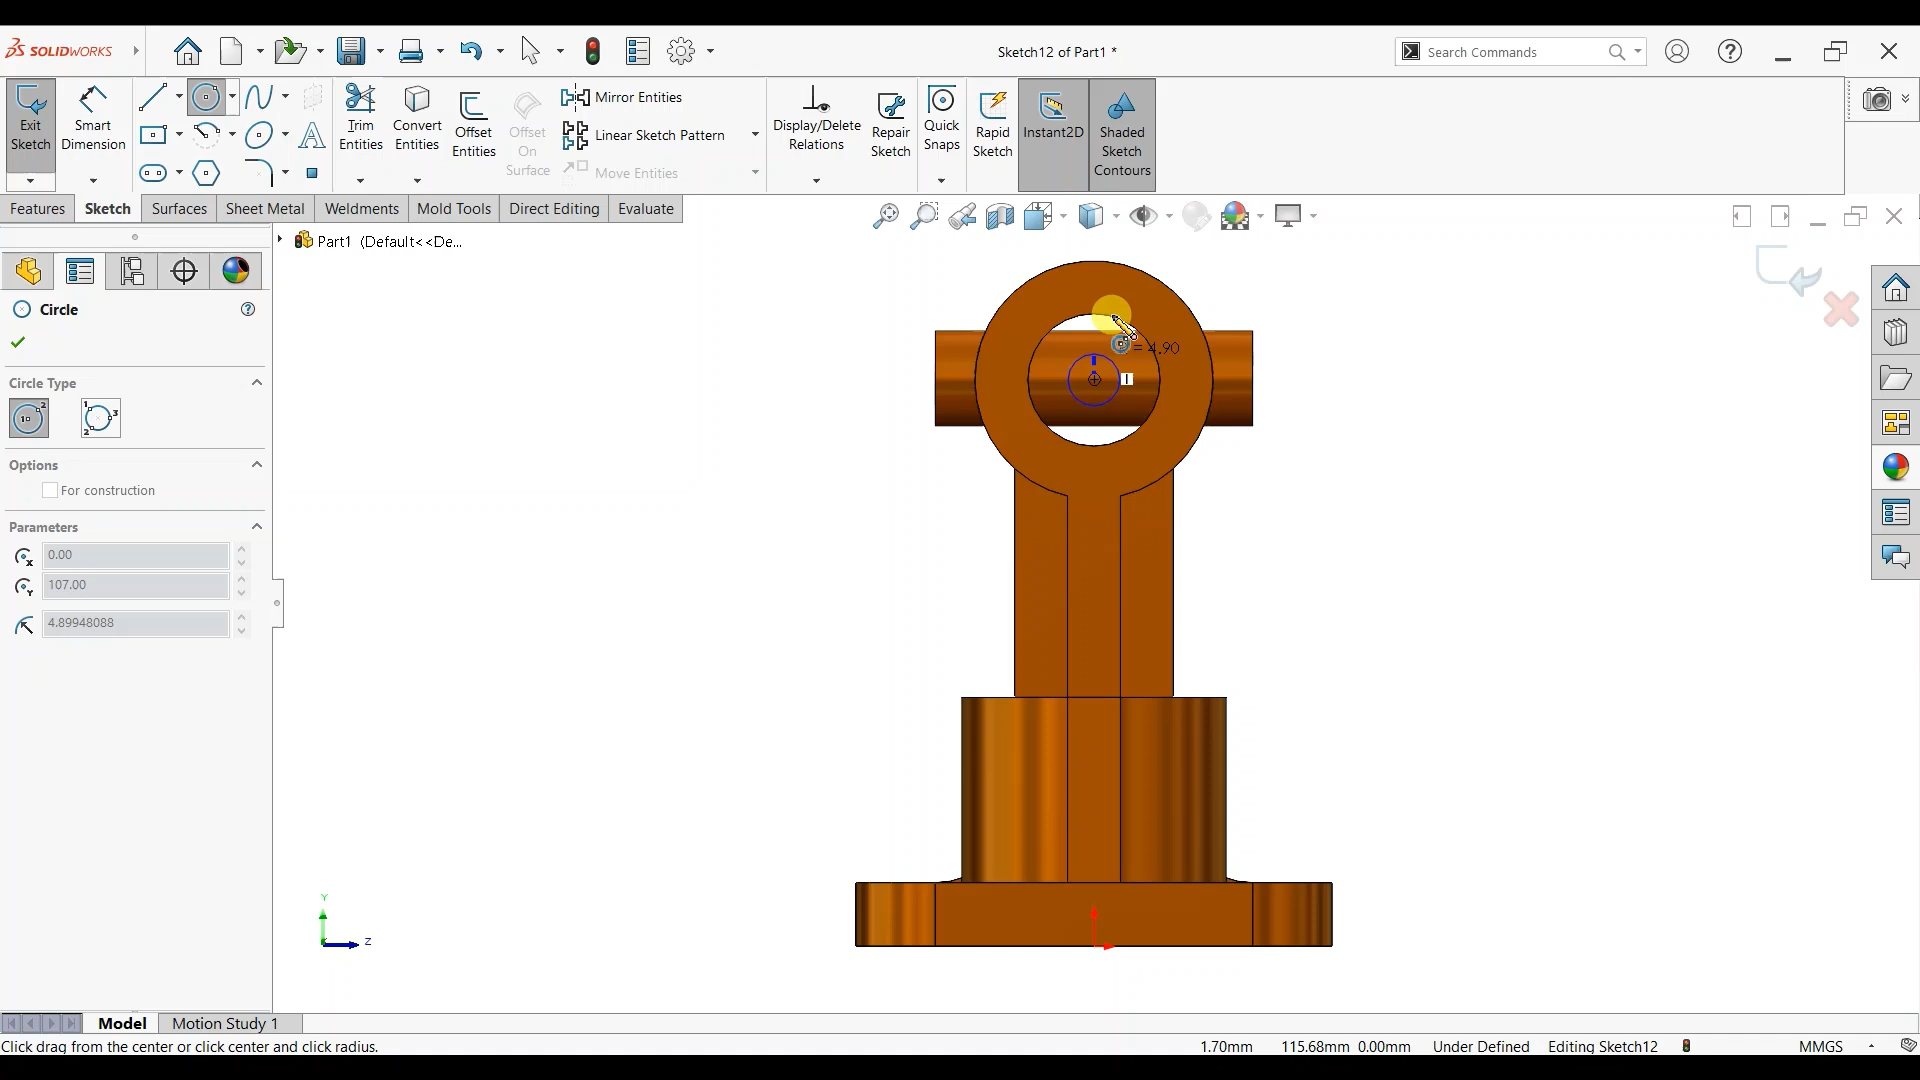 SOLIDWORKS
Sketch12 of Part1 *
Search Commands
Exit Sketch
Smart Dimension
Trim Entities
Convert Entities
Offset Entities
Offset On Surface
Mirror Entities
Linear Sketch Pattern
Move Entities
Display/Delete Relations
Repair Sketch
Quick Snaps
Rapid Sketch
Instant2D
Shaded Sketch Contours
Features
Sketch
Surfaces
Sheet Metal
Weldments
Mold Tools
Direct Editing
Evaluate
Part1 (Default<<De...
Circle
Circle Type
Options
For construction
Parameters
0.00
107.00
4.89948088
= 4.90
Y
Z
Model
Motion Study 1
Click drag from the center or click center and click radius.
1.70mm
115.68mm 0.00mm
Under Defined
Editing Sketch12
MMGS